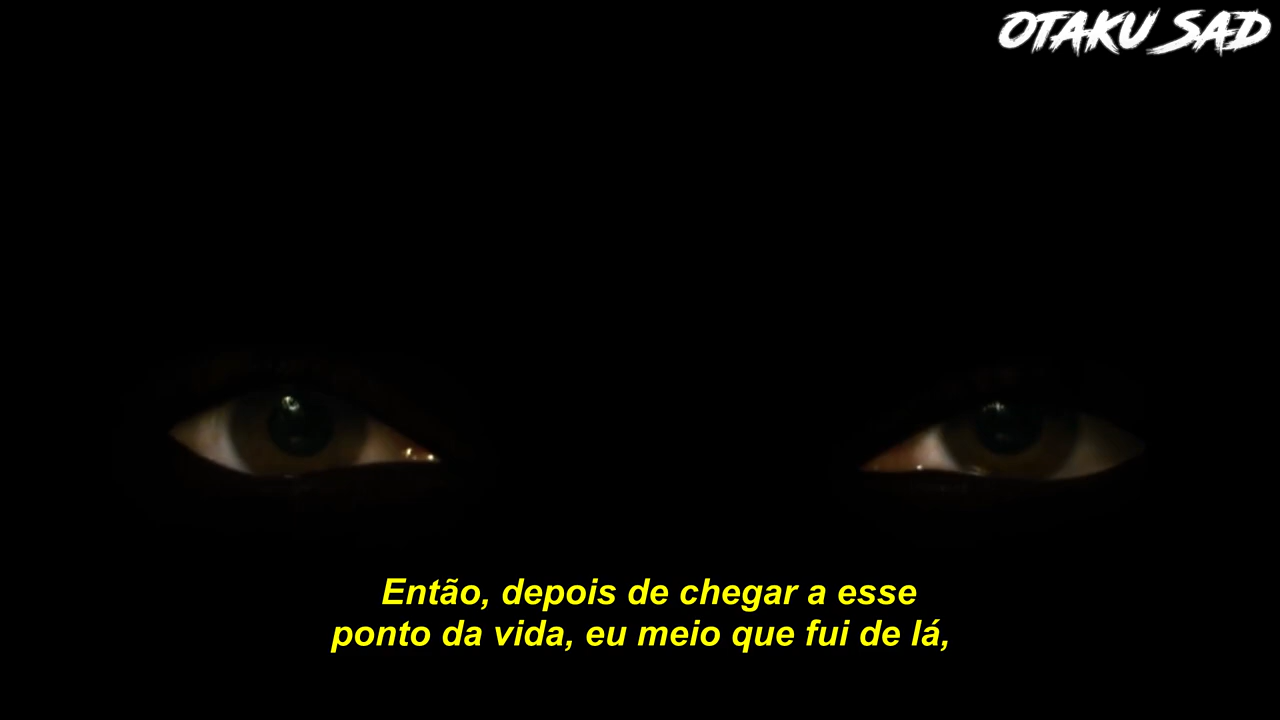 OTAKU SAD
Então, depois de chegar a esse
ponto da vida, eu meio que fui de lá,